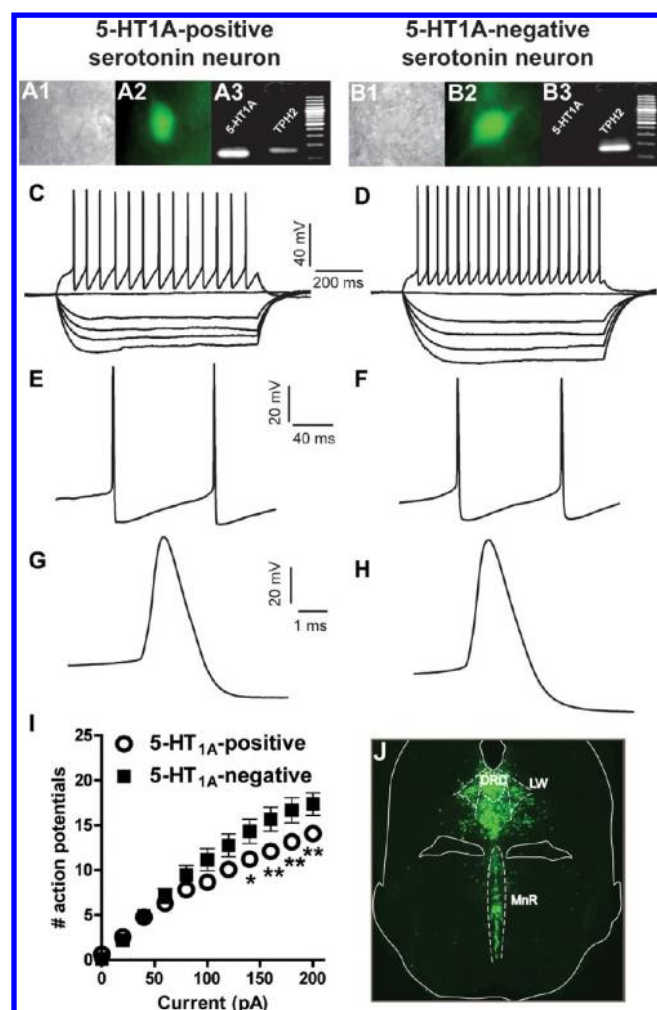 5-HT1A-positive
serotonin neuron
5-HT1A-negative
serotonin neuron
A1
A2
A3
5-HT1A
TPH2
B1
B2
B3
5-HT1A
TPH2
C
40 mV
200 ms
D
E
20 mV
40 ms
F
G
20 mV
1 ms
H
I
25
20
15
10
5
0
# action potentials
5-HT1A-positive
5-HT1A-negative
*
**
**
**
0
50
100
150
200
Current (pA)
J
DRD
LW
MnR